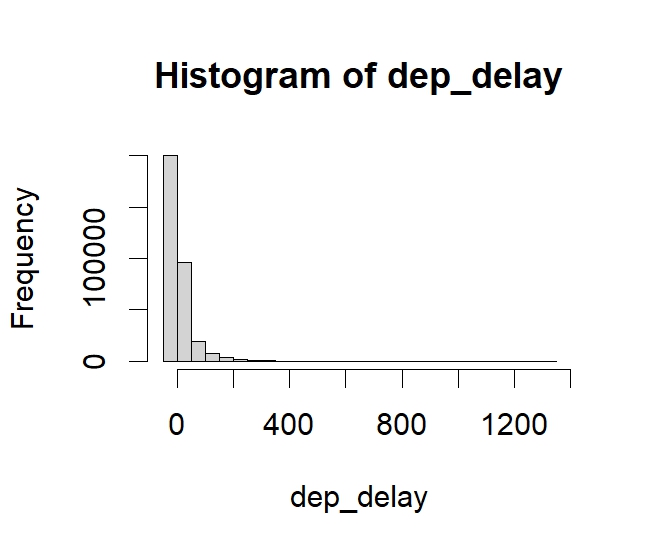 Histogram of dep_delay
Frequency
100000
0
0 400 800 1200
dep_delay